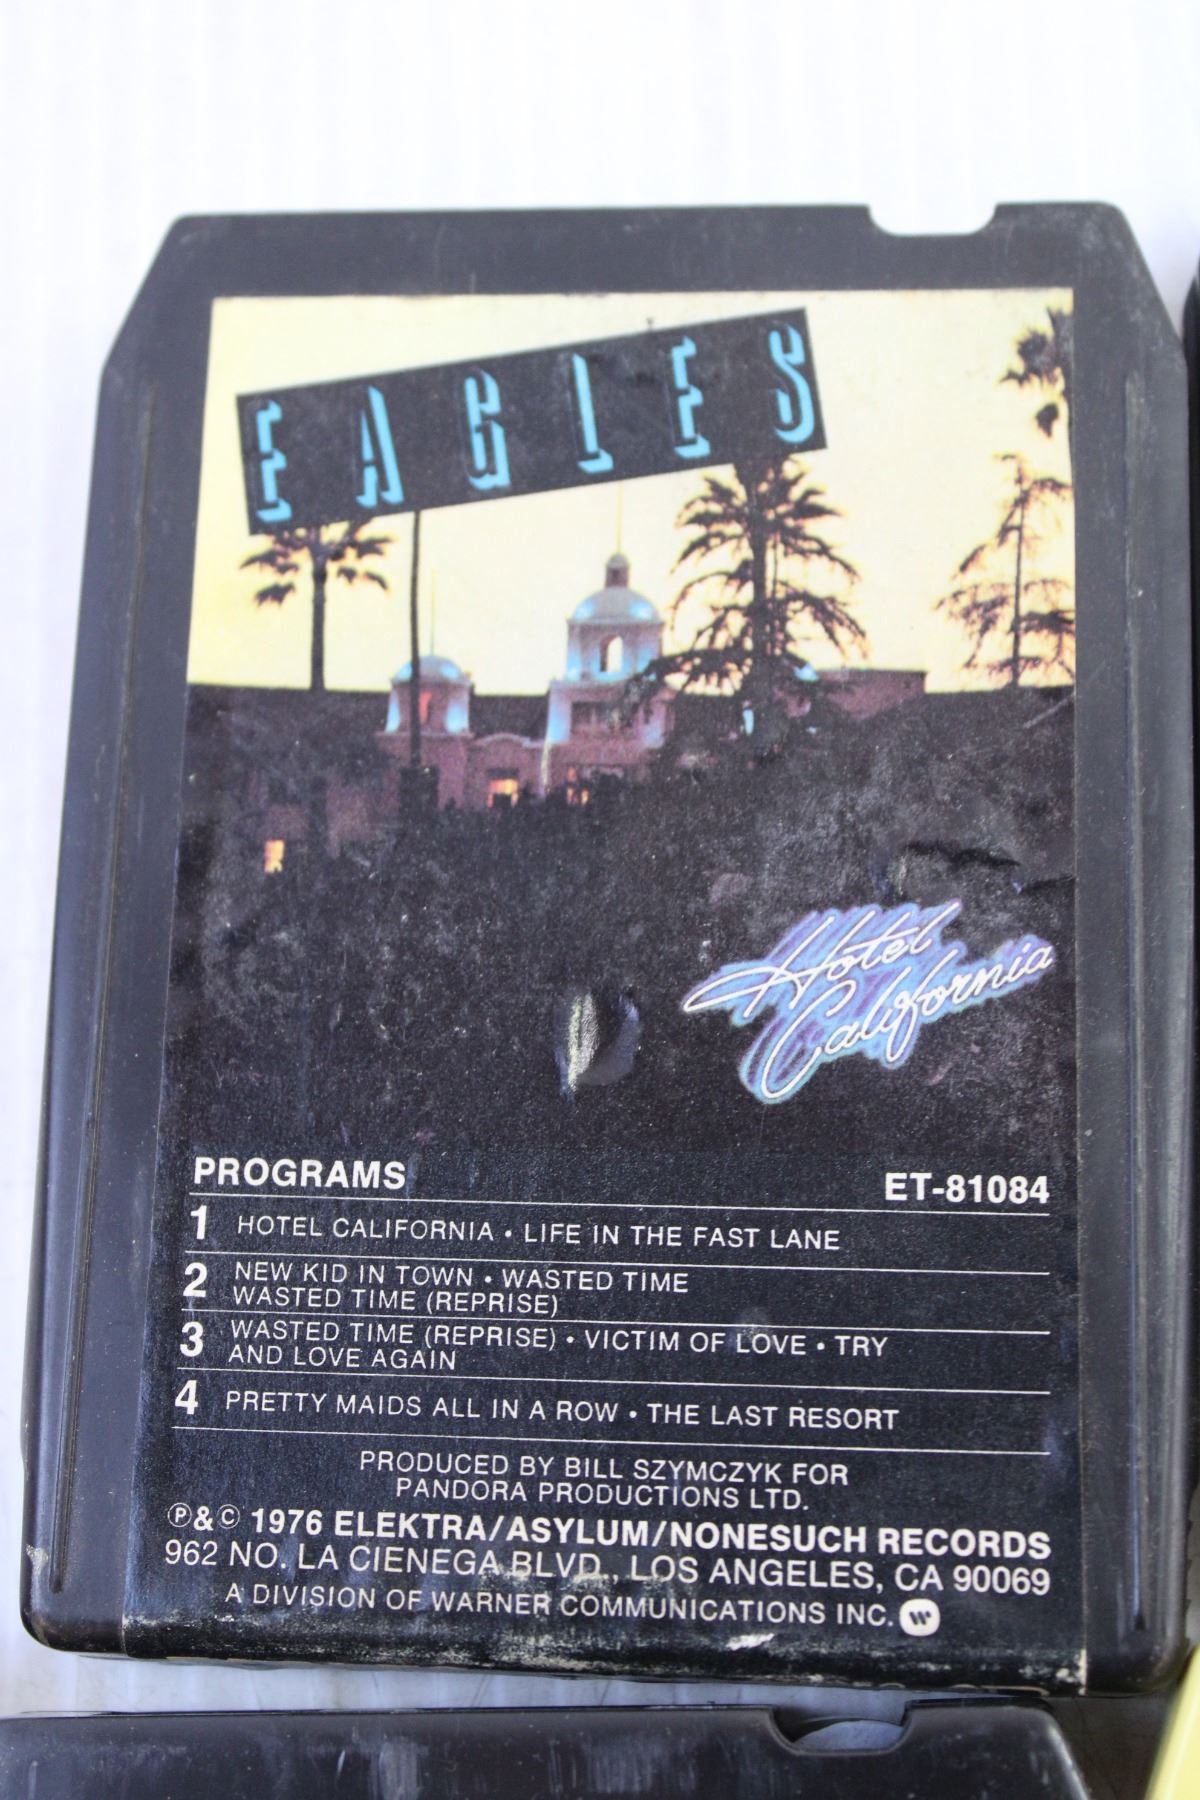 EAGLES
Hotel
California
PROGRAMS ET-81084
1 HOTEL CALIFORNIA • LIFE IN THE FAST LANE
2 NEW KID IN TOWN • WASTED TIME
WASTED TIME (REPRISE)
3 WASTED TIME (REPRISE) • VICTIM OF LOVE • TRY
AND LOVE AGAIN
4 PRETTY MAIDS ALL IN A ROW • THE LAST RESORT
PRODUCED BY BILL SZYMCZYK FOR
PANDORA PRODUCTIONS LTD.
Ⓟ&© 1976 ELEKTRA/ASYLUM/NONESUCH RECORDS
962 NO. LA CIENEGA BLVD., LOS ANGELES, CA 90069
A DIVISION OF WARNER COMMUNICATIONS INC.